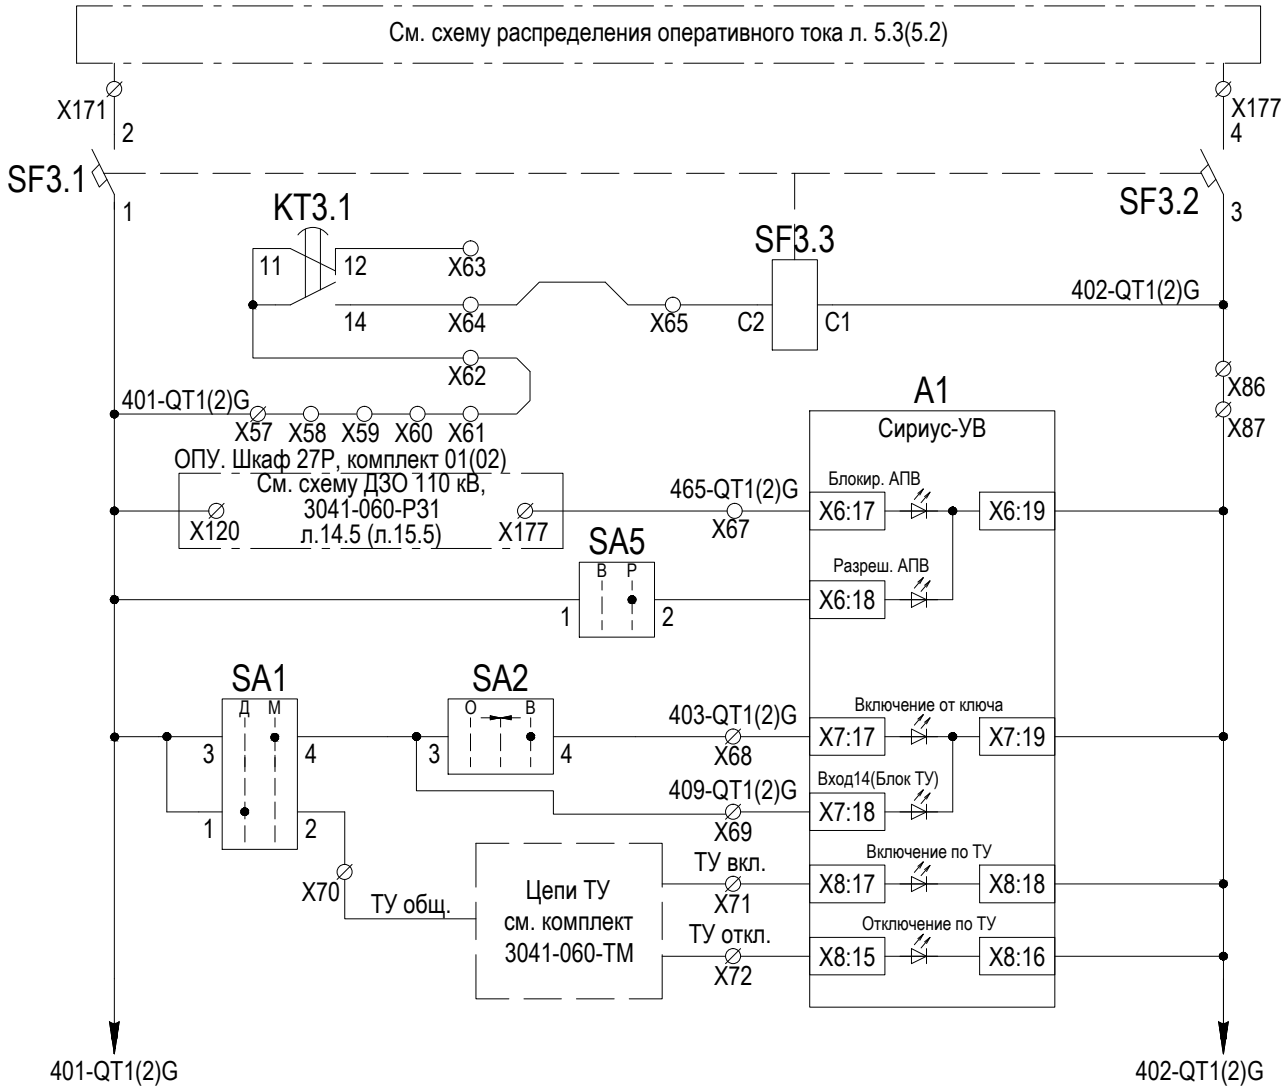 См. схему распределения оперативного тока л. 5.3(5.2)
X171
X177
2
4
SF3.1
SF3.2
1
3
KT3.1
SF3.3
11
12
X63
402-QT1(2)G
14
X64
X65
C2
C1
X62
X86
401-QT1(2)G
A1
X57
X58
X59
X60
X61
Сириус-УВ
X87
ОПУ. Шкаф 27Р, комплект 01(02)
См. схему ДЗО 110 кВ,
3041-060-РЗ1
л.14.5 (л.15.5)
X120
X177
465-QT1(2)G
X67
Блокир. АПВ
X6:17
X6:19
SA5
В Р
1
2
Разреш. АПВ
X6:18
SA1
SA2
Д М
О В
3
4
3
4
403-QT1(2)G
X68
Включение от ключа
X7:17
X7:19
409-QT1(2)G
X69
Вход14(Блок ТУ)
X7:18
1
2
X70
ТУ общ.
Цепи ТУ
см. комплект
3041-060-ТМ
ТУ вкл.
X71
Включение по ТУ
X8:17
X8:18
ТУ откл.
X72
Отключение по ТУ
X8:15
X8:16
401-QT1(2)G
402-QT1(2)G